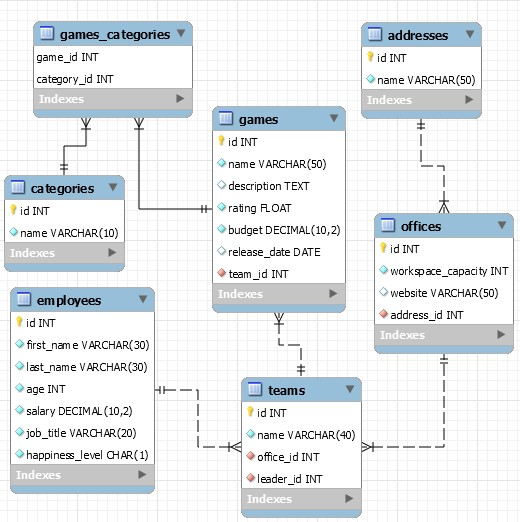 games_categories
game_id INT
category_id INT
Indexes
addresses
id INT
name VARCHAR(50)
Indexes
games
id INT
name VARCHAR(50)
description TEXT
rating FLOAT
budget DECIMAL(10,2)
release_date DATE
team_id INT
Indexes
categories
id INT
name VARCHAR(10)
Indexes
offices
id INT
workspace_capacity INT
website VARCHAR(50)
address_id INT
Indexes
employees
id INT
first_name VARCHAR(30)
last_name VARCHAR(30)
age INT
salary DECIMAL(10,2)
job_title VARCHAR(20)
happiness_level CHAR(1)
Indexes
teams
id INT
name VARCHAR(40)
office_id INT
leader_id INT
Indexes